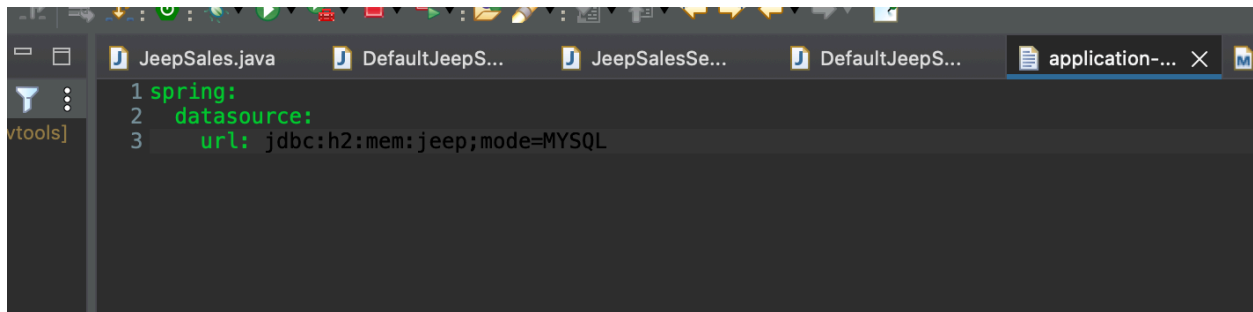 JeepSales.java DefaultJeepS... JeepSalesSe... DefaultJeepS... application-...
1 spring:
vtools] 2 datasource:
3 url: jdbc:h2:mem:jeep;mode=MYSQL